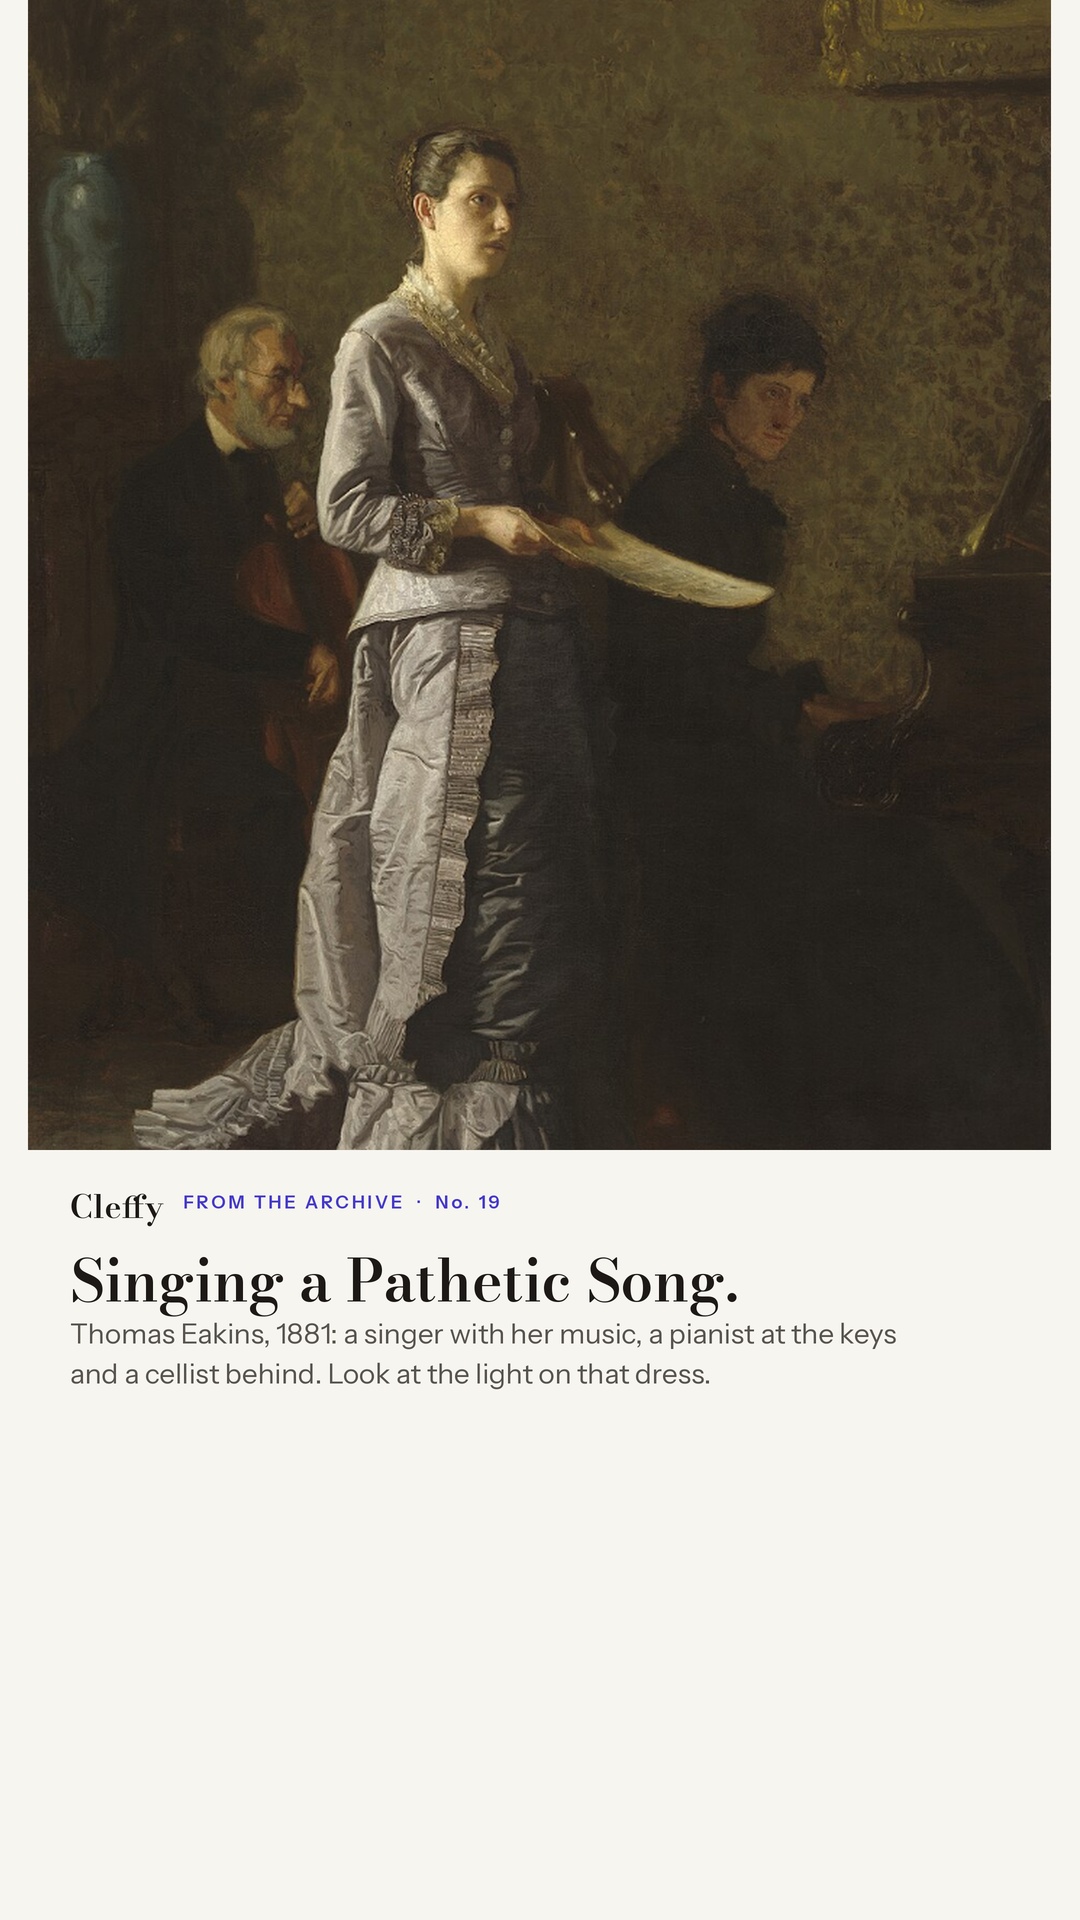 Cleffy FROM THE ARCHIVE · No. 19
Singing a Pathetic Song.
Thomas Eakins, 1881: a singer with her music, a pianist at the keys
and a cellist behind. Look at the light on that dress.